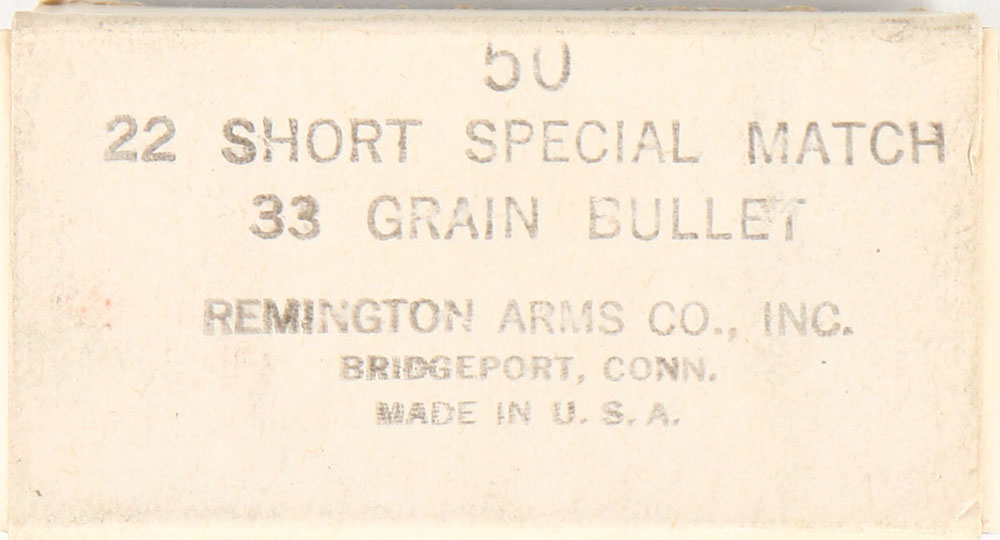 50
22 SHORT SPECIAL MATCH
33 GRAIN BULLET
REMINGTON ARMS CO., INC.
BRIDGEPORT, CONN.
MADE IN U. S. A.